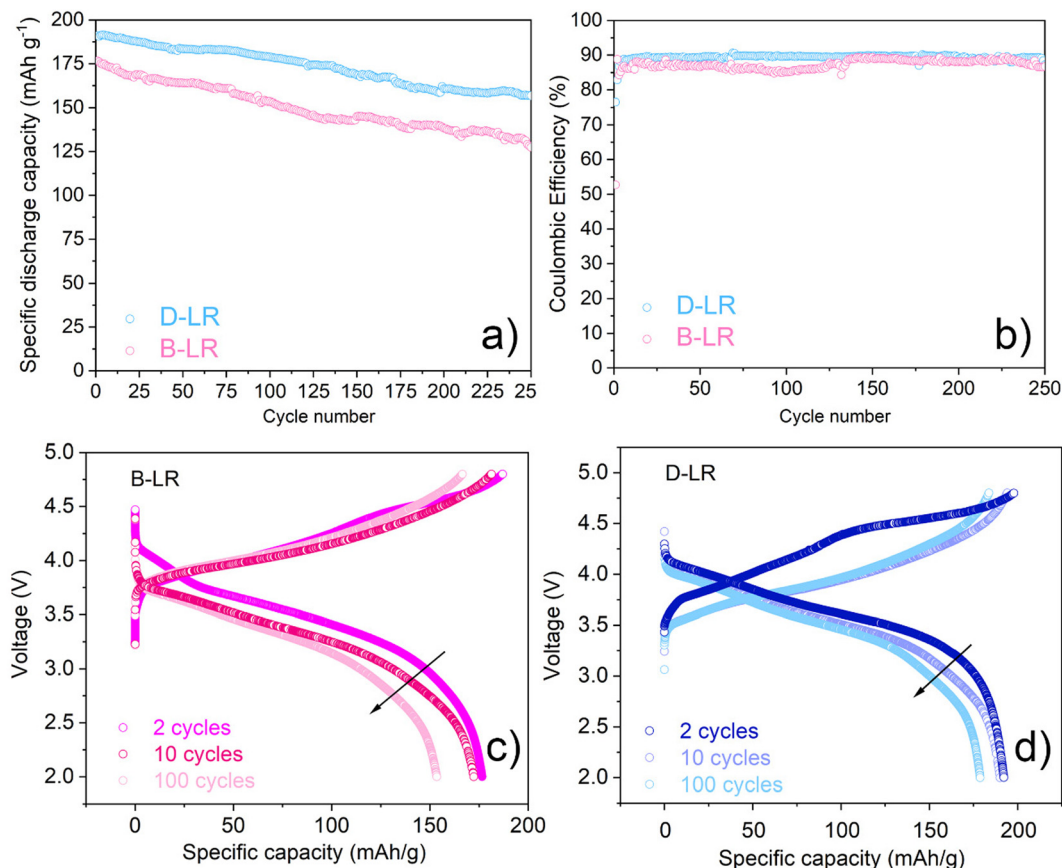 Specific discharge capacity (mAh g⁻¹)
200
175
150
125
100
75
50
25
0
D-LR
B-LR
a)
0 25 50 75 100 125 150 175 200 225 250
Cycle number
Coulombic Efficiency (%)
100
90
80
70
60
50
40
30
20
10
0
D-LR
B-LR
b)
0 50 100 150 200 250
Cycle number
Voltage (V)
5.0
4.5
4.0
3.5
3.0
2.5
2.0
B-LR
2 cycles
10 cycles
100 cycles
c)
0 50 100 150 200
Specific capacity (mAh/g)
Voltage (V)
5.0
4.5
4.0
3.5
3.0
2.5
2.0
D-LR
2 cycles
10 cycles
100 cycles
d)
0 50 100 150 200
Specific capacity (mAh/g)